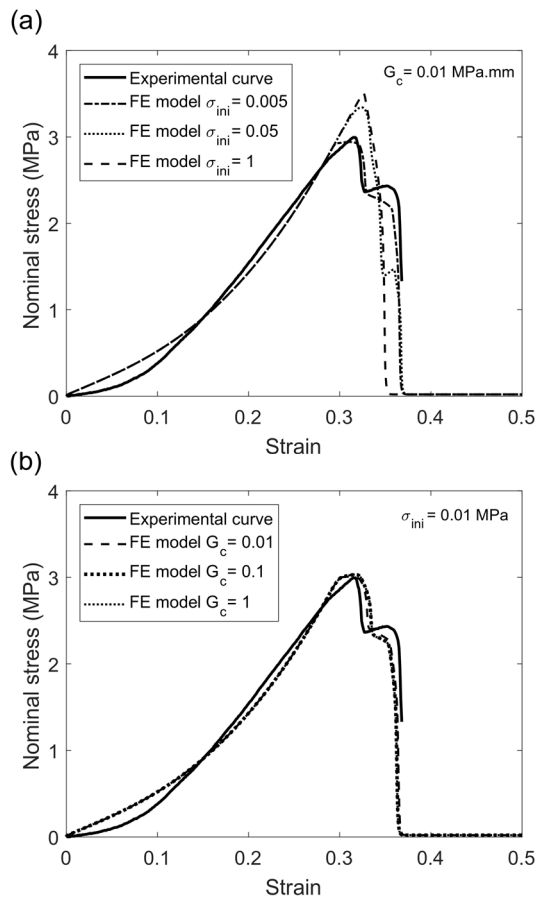 (a)
4
3
2
1
0
Nominal stress (MPa)
Experimental curve
FE model σini = 0.005
FE model σini = 0.05
FE model σini = 1
Gc = 0.01 MPa.mm
0 0.1 0.2 0.3 0.4 0.5
Strain
(b)
4
3
2
1
0
Nominal stress (MPa)
Experimental curve
FE model Gc= 0.01
FE model Gc= 0.1
FE model Gc= 1
σini = 0.01 MPa
0 0.1 0.2 0.3 0.4 0.5
Strain